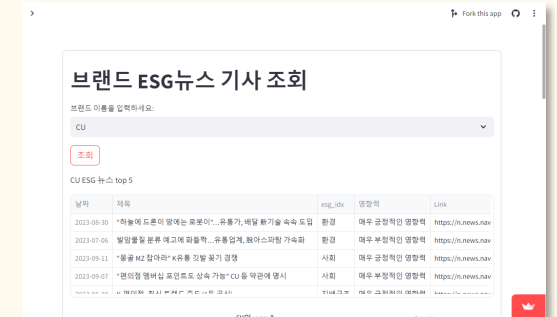 Fork this app
브랜드 ESG뉴스 기사 조회
브랜드 이름을 입력하세요:
CU
조회
CU ESG 뉴스 top 5
날짜 제목 esg_idx 영향력 Link
2023-08-30 "하늘에 드론이 땅에는 로봇이"…유통가, 배달 新기술 속속 도입 환경 매우 긍정적인 영향력 https://n.news.nav
2023-07-06 발암물질 분류 예고에 화들짝…유통업계, 脫아스파탐 가속화 환경 매우 부정적인 영향력 https://n.news.nav
2023-09-11 "몽골 MZ 잡아라" K유통 깃발 꽂기 경쟁 사회 매우 긍정적인 영향력 https://n.news.nav
2023-09-07 "편의점 멤버십 포인트도 상속 가능" CU 등 약관에 명시 사회 매우 긍정적인 영향력 https://n.news.nav